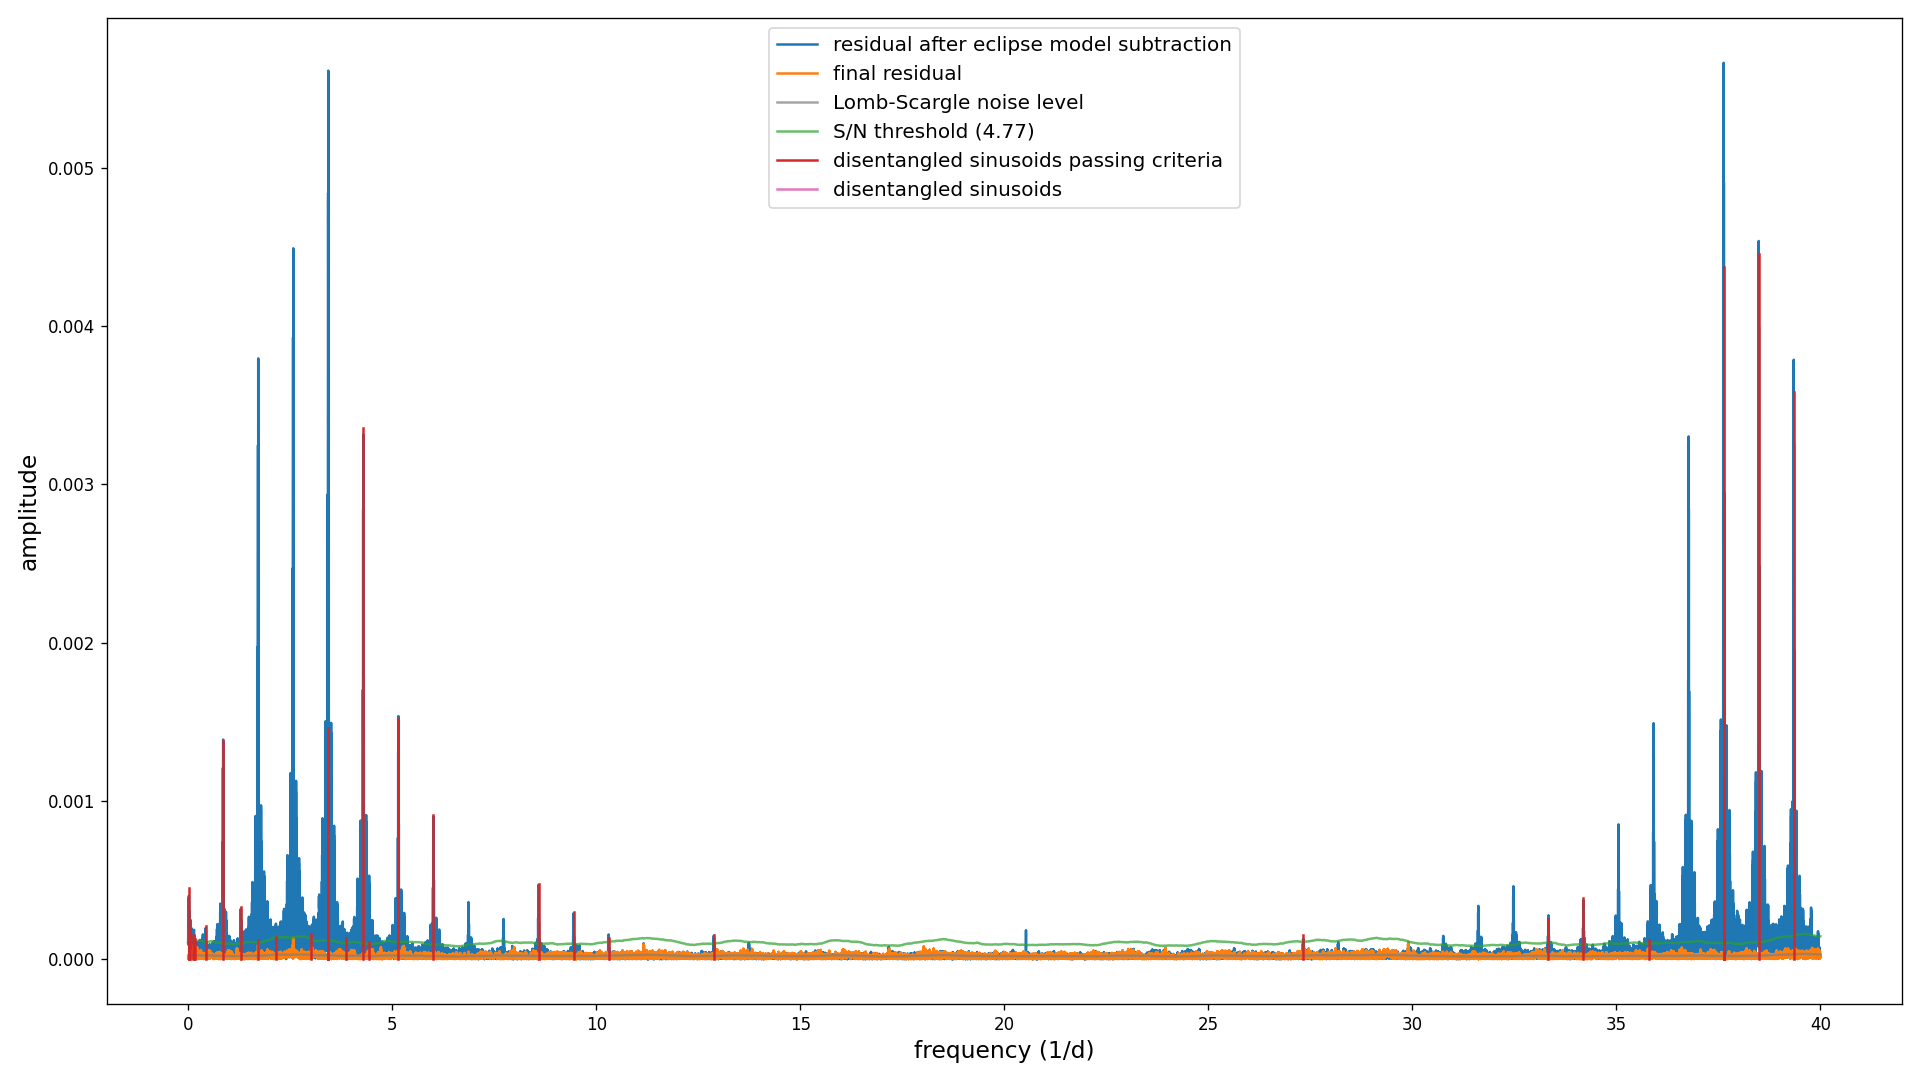 residual after eclipse model subtraction
final residual
Lomb-Scargle noise level
S/N threshold (4.77)
disentangled sinusoids passing criteria
disentangled sinusoids
amplitude
0.005
0.004
0.003
0.002
0.001
0.000
0 5 10 15 20 25 30 35 40
frequency (1/d)